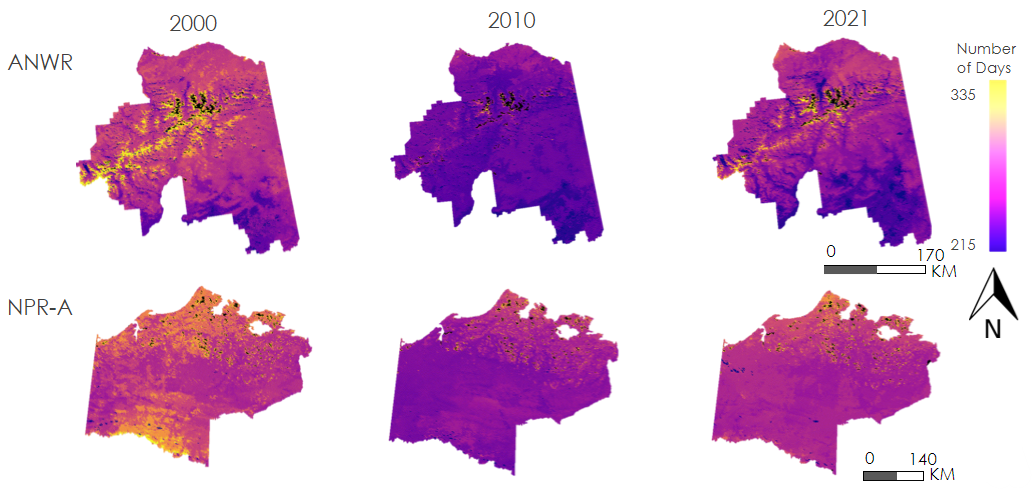 2000
2010
2021
ANWR
Number
of Days
335
215
0
170
KM
NPR-A
N
0
140
KM